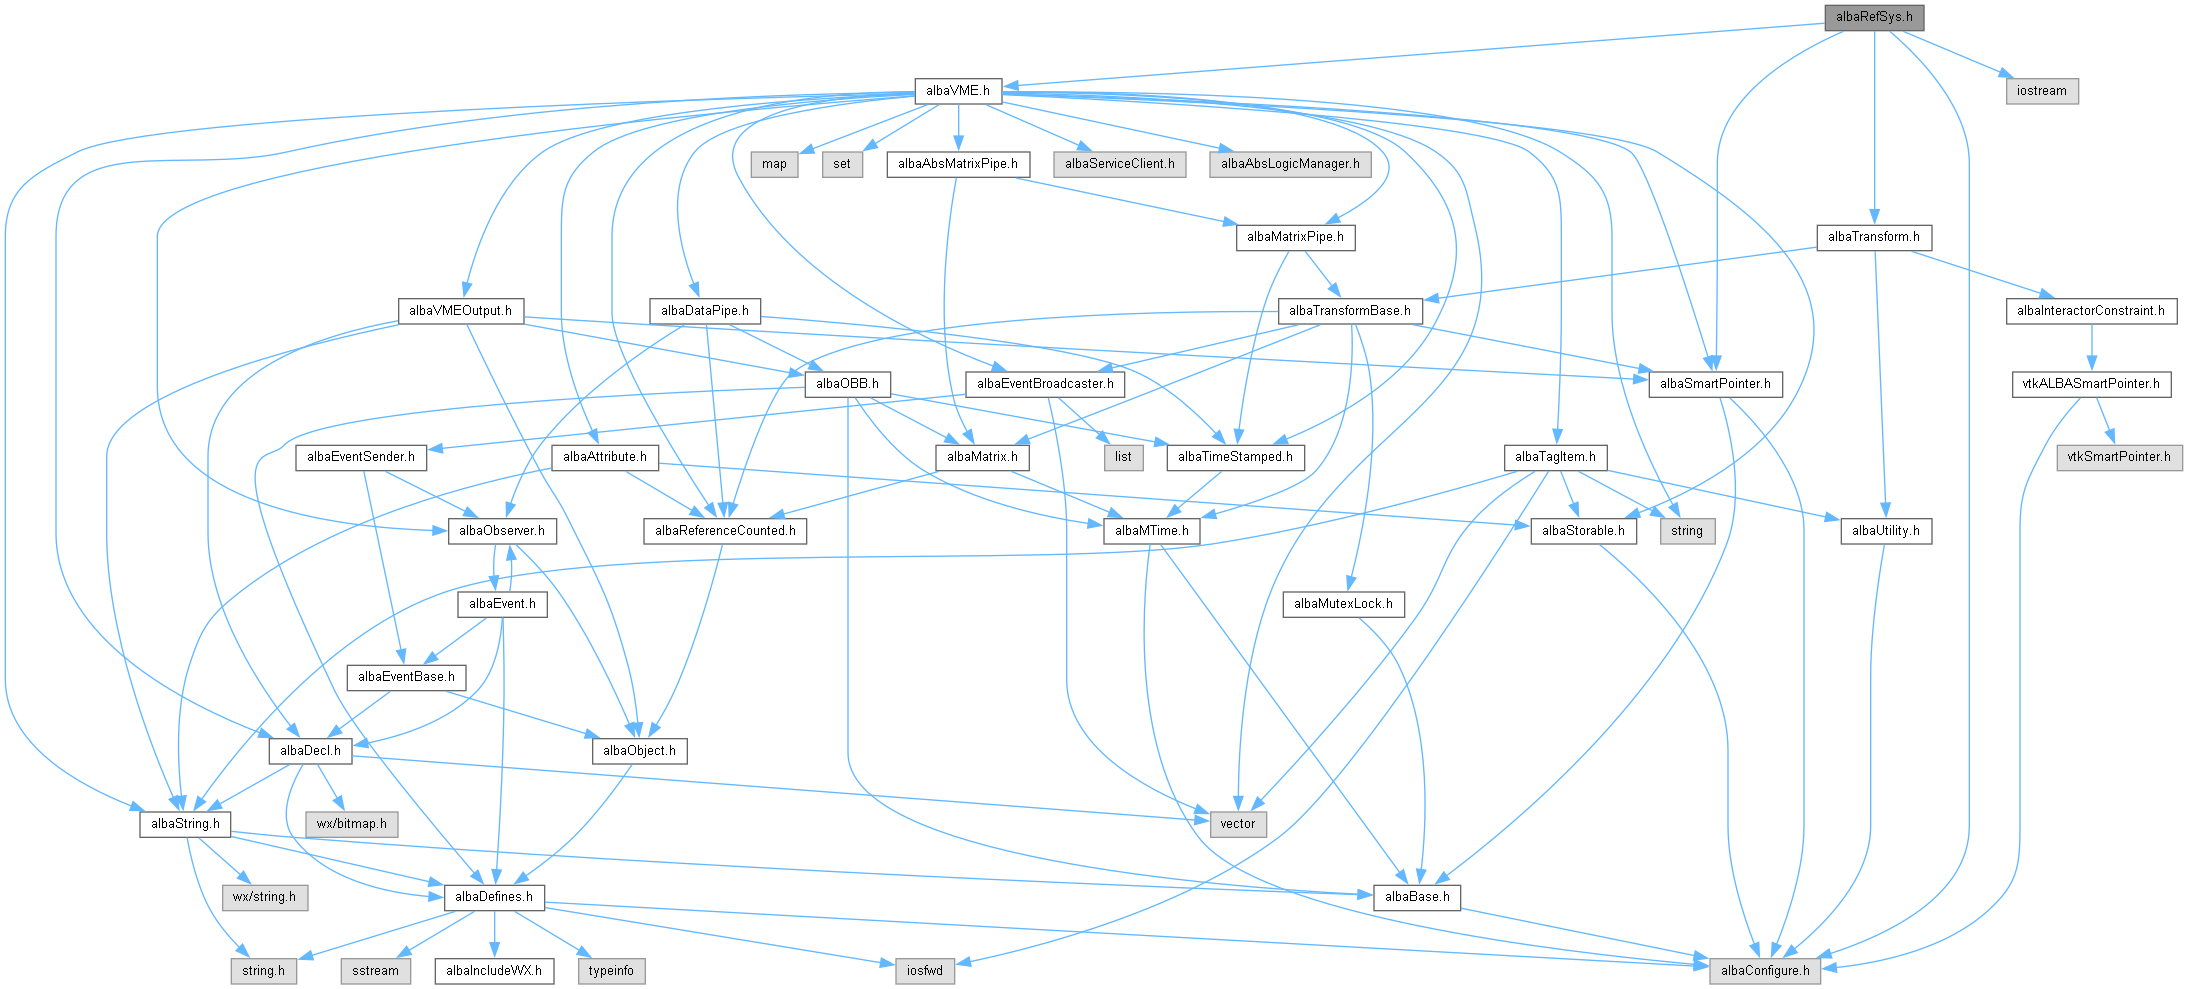 albaRefSys.h
albaVME.h
iostream
map
set
albaAbsMatrixPipe.h
albaServiceClient.h
albaAbsLogicManager.h
albaMatrixPipe.h
albaTransform.h
albaVMEOutput.h
albaDataPipe.h
albaTransformBase.h
albaInteractorConstraint.h
albaOBB.h
albaEventBroadcaster.h
albaSmartPointer.h
vtkALBASmartPointer.h
albaEventSender.h
albaAttribute.h
albaMatrix.h
list
albaTimeStamped.h
albaTagItem.h
vtkSmartPointer.h
albaObserver.h
albaReferenceCounted.h
albaMTime.h
albaStorable.h
string
albaUtility.h
albaEvent.h
albaMutexLock.h
albaEventBase.h
albaDecl.h
albaObject.h
albaString.h
wx/bitmap.h
vector
wx/string.h
albaDefines.h
albaBase.h
string.h
sstream
albaIncludeWX.h
typeinfo
iosfwd
albaConfigure.h